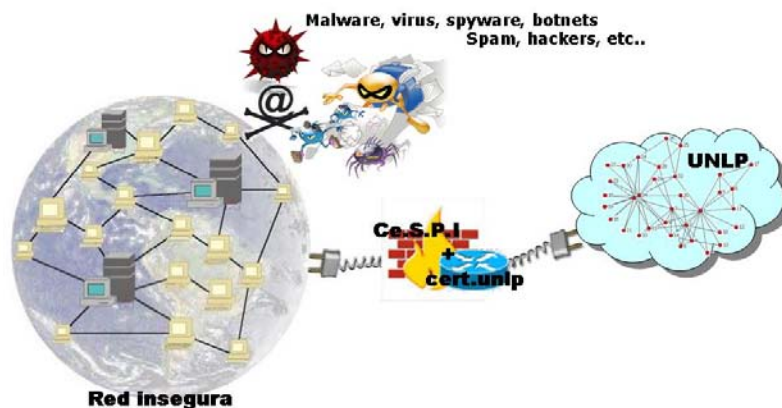 Malware, virus, spyware, botnets
Spam, hackers, etc..
@
UNLP
Ce.S.P.I
+
cert.unlp
Red insegura